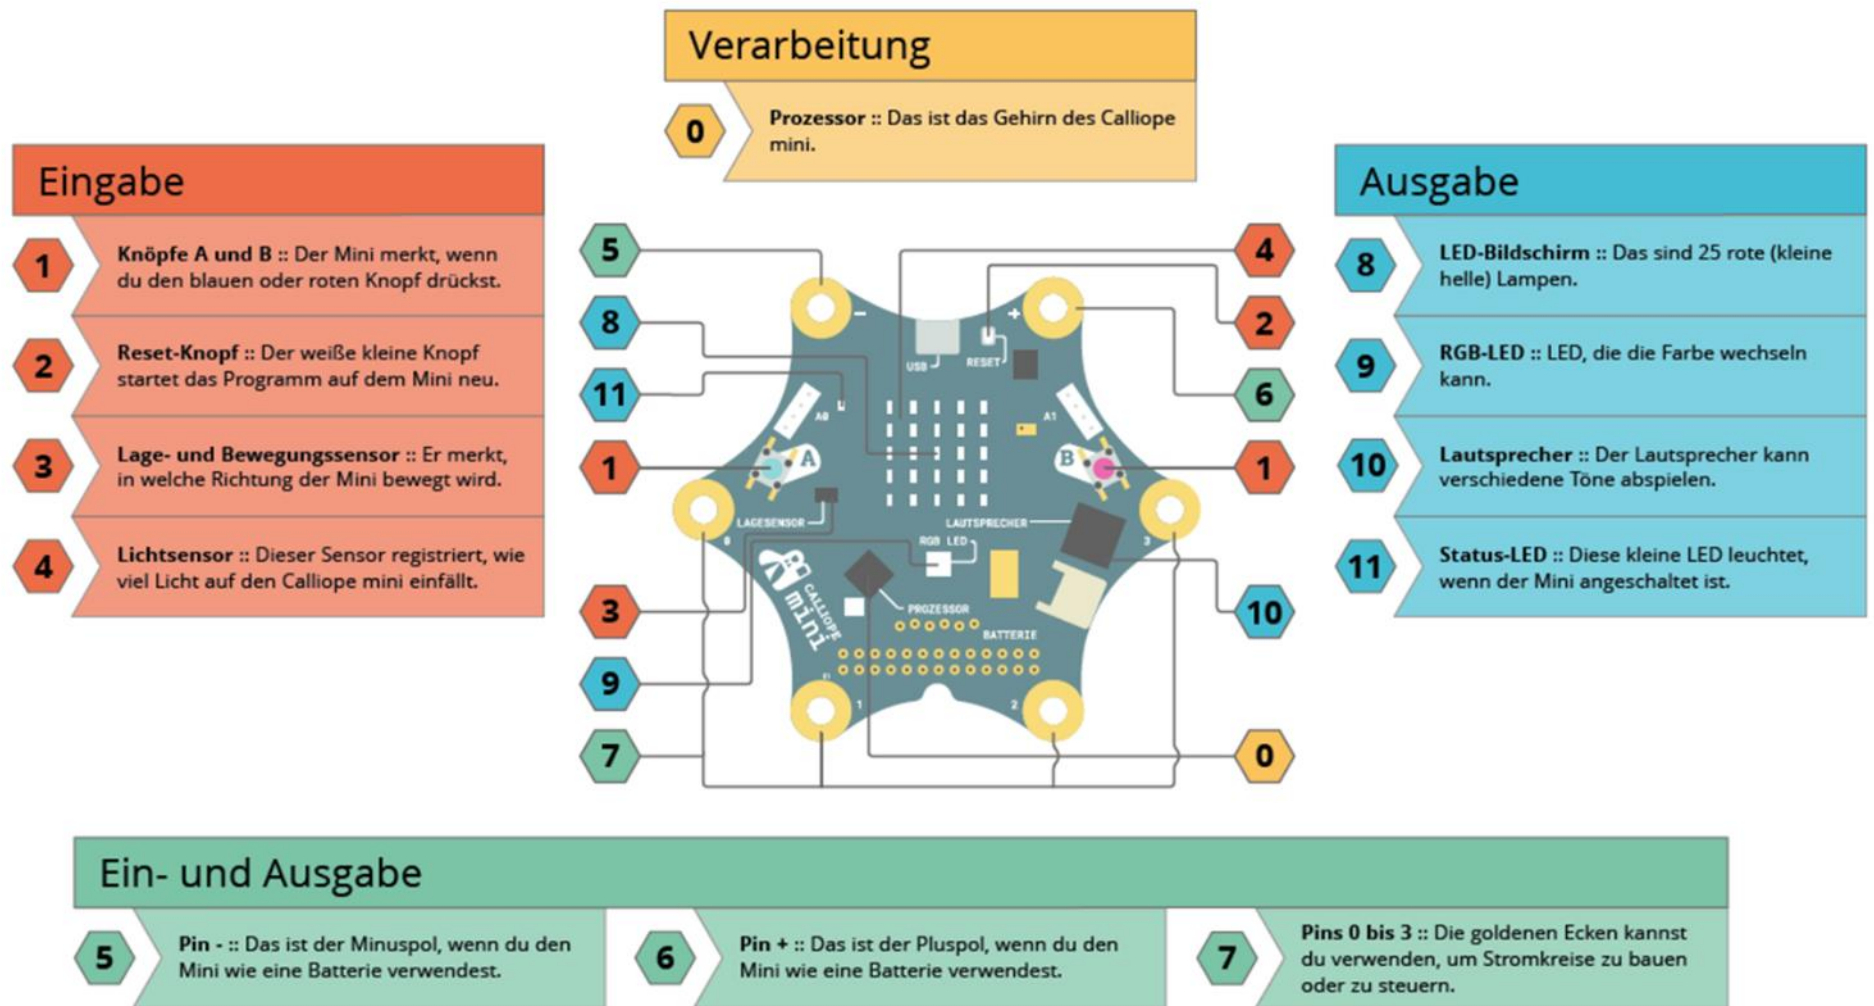 Verarbeitung
0
Prozessor :: Das ist das Gehirn des Calliope
mini.
Eingabe
1
Knöpfe A und B :: Der Mini merkt, wenn
du den blauen oder roten Knopf drückst.
2
Reset-Knopf :: Der weiße kleine Knopf
startet das Programm auf dem Mini neu.
3
Lage- und Bewegungssensor :: Er merkt,
in welche Richtung der Mini bewegt wird.
4
Lichtsensor :: Dieser Sensor registriert, wie
viel Licht auf den Calliope mini einfällt.
5
8
11
1
3
9
7
− +
USB
RESET
A0
A1
A
B
LAGESENSOR
LAUTSPRECHER
0
3
RGB LED
CALLIOPE
mini
PROZESSOR
BATTERIE
1
2
4
2
6
1
10
0
Ausgabe
8
LED-Bildschirm :: Das sind 25 rote (kleine
helle) Lampen.
9
RGB-LED :: LED, die die Farbe wechseln
kann.
10
Lautsprecher :: Der Lautsprecher kann
verschiedene Töne abspielen.
11
Status-LED :: Diese kleine LED leuchtet,
wenn der Mini angeschaltet ist.
Ein- und Ausgabe
5
Pin - :: Das ist der Minuspol, wenn du den
Mini wie eine Batterie verwendest.
6
Pin + :: Das ist der Pluspol, wenn du den
Mini wie eine Batterie verwendest.
7
Pins 0 bis 3 :: Die goldenen Ecken kannst
du verwenden, um Stromkreise zu bauen
oder zu steuern.